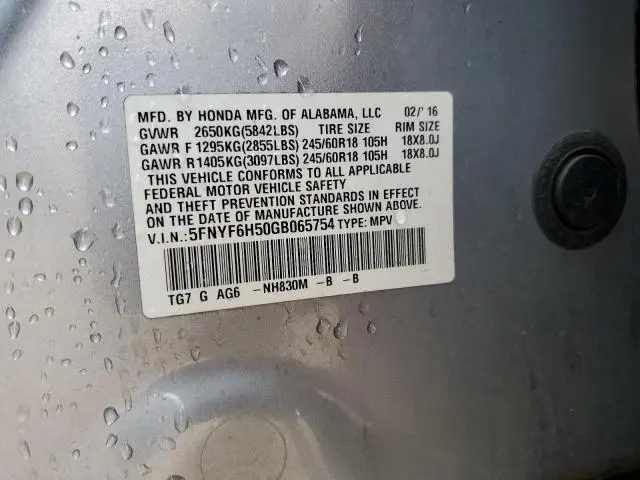 MFD. BY HONDA MFG. OF ALABAMA, LLC 02/'16
GVWR 2650KG(5842LBS) TIRE SIZE RIM SIZE
GAWR F 1295KG(2855LBS) 245/60R18 105H 18X8.0J
GAWR R1405KG(3097LBS) 245/60R18 105H 18X8.0J
THIS VEHICLE CONFORMS TO ALL APPLICABLE
FEDERAL MOTOR VEHICLE SAFETY
AND THEFT PREVENTION STANDARDS IN EFFECT
ON THE DATE OF MANUFACTURE SHOWN ABOVE.
V.I.N.:5FNYF6H50GB065754 TYPE: MPV
TG7 G AG6 -NH830M -B -B